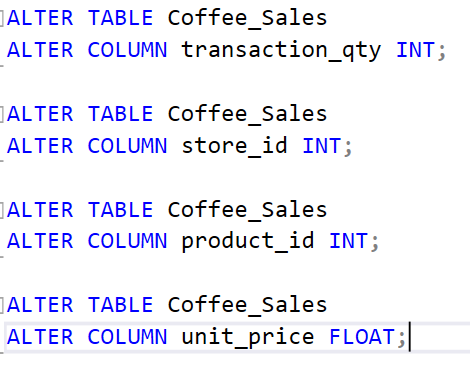 ALTER TABLE Coffee_Sales
ALTER COLUMN transaction_qty INT;
ALTER TABLE Coffee_Sales
ALTER COLUMN store_id INT;
ALTER TABLE Coffee_Sales
ALTER COLUMN product_id INT;
ALTER TABLE Coffee_Sales
ALTER COLUMN unit_price FLOAT;